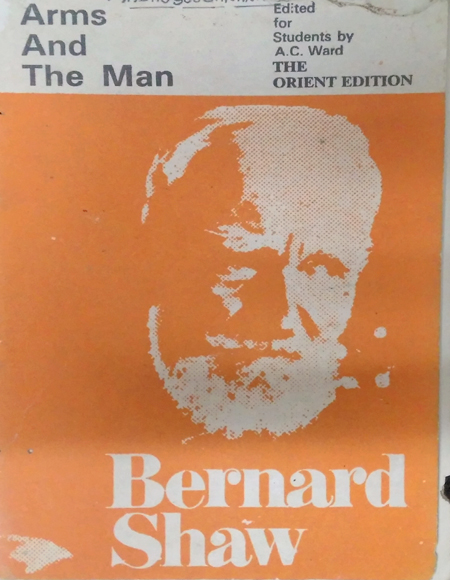 Arms
And
The Man
Edited
for
Students by
A.C. Ward
THE
ORIENT EDITION
Bernard
Shaw